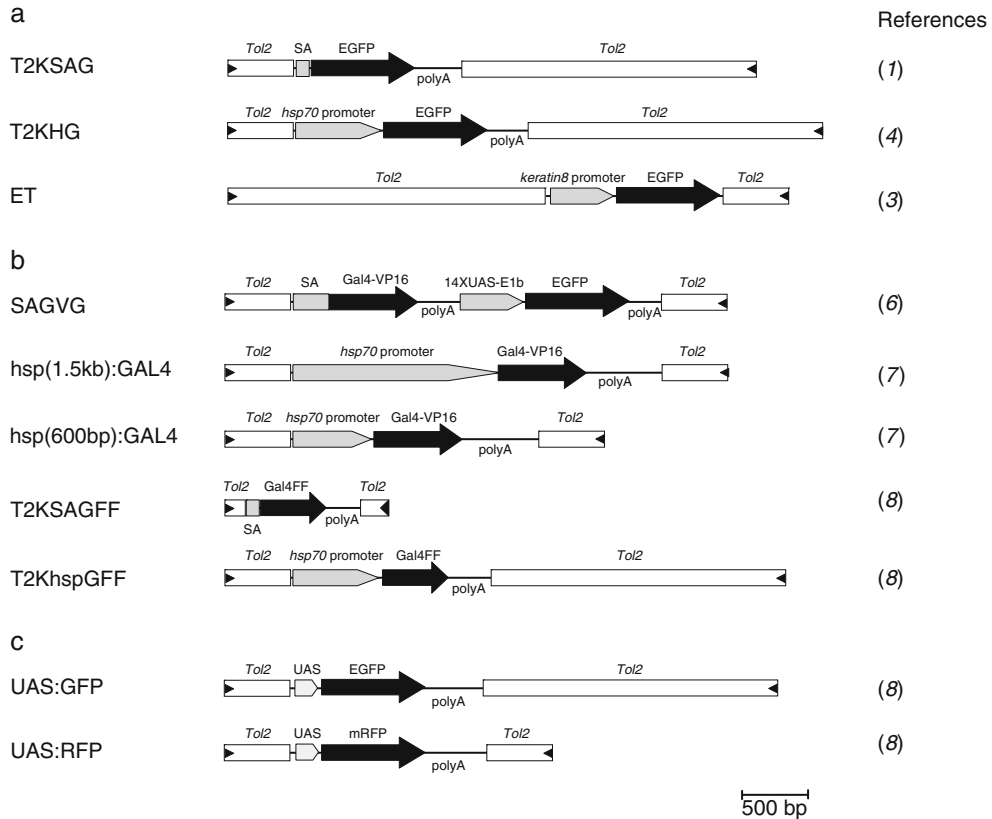 a
References
Tol2 SA EGFP Tol2
T2KSAG
polyA
(1)
Tol2 hsp70 promoter EGFP Tol2
T2KHG
polyA
(4)
Tol2 keratin8 promoter EGFP Tol2
ET
(3)
b
Tol2 SA Gal4-VP16 14XUAS-E1b EGFP Tol2
SAGVG
polyA polyA
(6)
Tol2 hsp70 promoter Gal4-VP16 Tol2
hsp(1.5kb):GAL4
polyA
(7)
Tol2 hsp70 promoter Gal4-VP16 Tol2
hsp(600bp):GAL4
polyA
(7)
Tol2 Gal4FF Tol2
T2KSAGFF
SA polyA
(8)
Tol2 hsp70 promoter Gal4FF Tol2
T2KhspGFF
polyA
(8)
c
Tol2 UAS EGFP Tol2
UAS:GFP
polyA
(8)
Tol2 UAS mRFP Tol2
UAS:RFP
polyA
(8)
500 bp